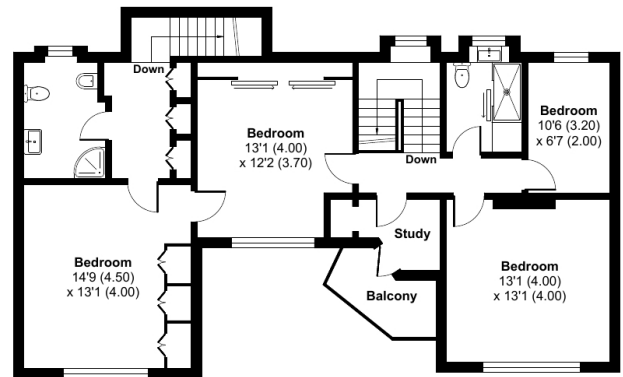 Down
Bedroom
13'1 (4.00)
x 12'2 (3.70)
Bedroom
10'6 (3.20)
x 6'7 (2.00)
Down
Study
Bedroom
14'9 (4.50)
x 13'1 (4.00)
Bedroom
13'1 (4.00)
x 13'1 (4.00)
Balcony